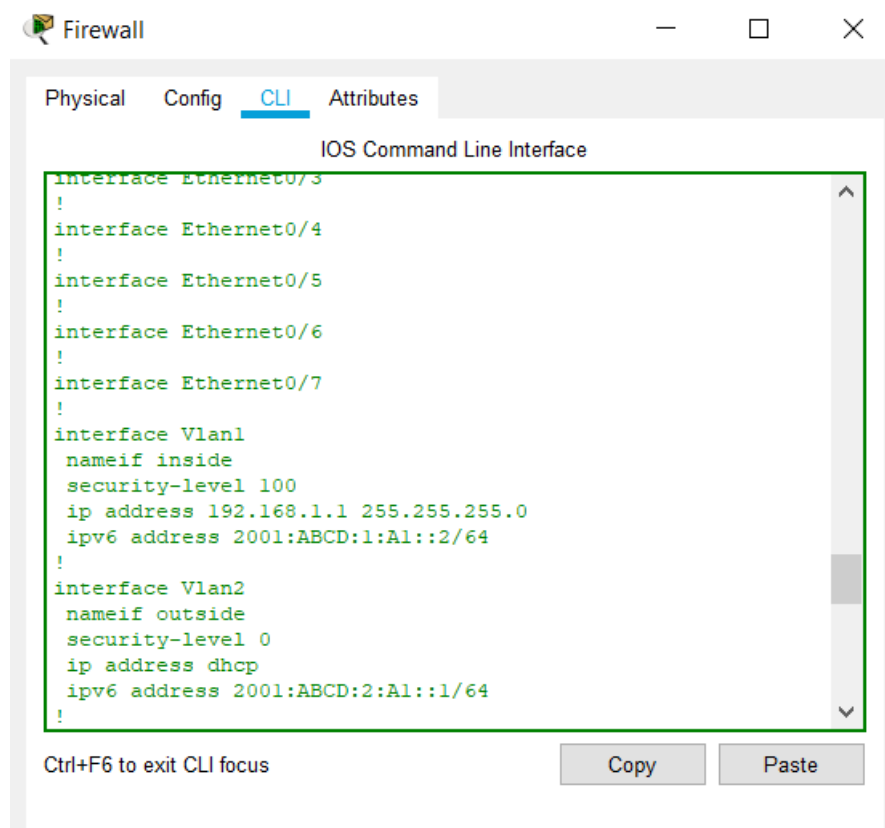 Firewall
Physical Config CLI Attributes
IOS Command Line Interface
interface Ethernet0/3
!
interface Ethernet0/4
!
interface Ethernet0/5
!
interface Ethernet0/6
!
interface Ethernet0/7
!
interface Vlan1
 nameif inside
 security-level 100
 ip address 192.168.1.1 255.255.255.0
 ipv6 address 2001:ABCD:1:A1::2/64
!
interface Vlan2
 nameif outside
 security-level 0
 ip address dhcp
 ipv6 address 2001:ABCD:2:A1::1/64
!
Ctrl+F6 to exit CLI focus Copy Paste